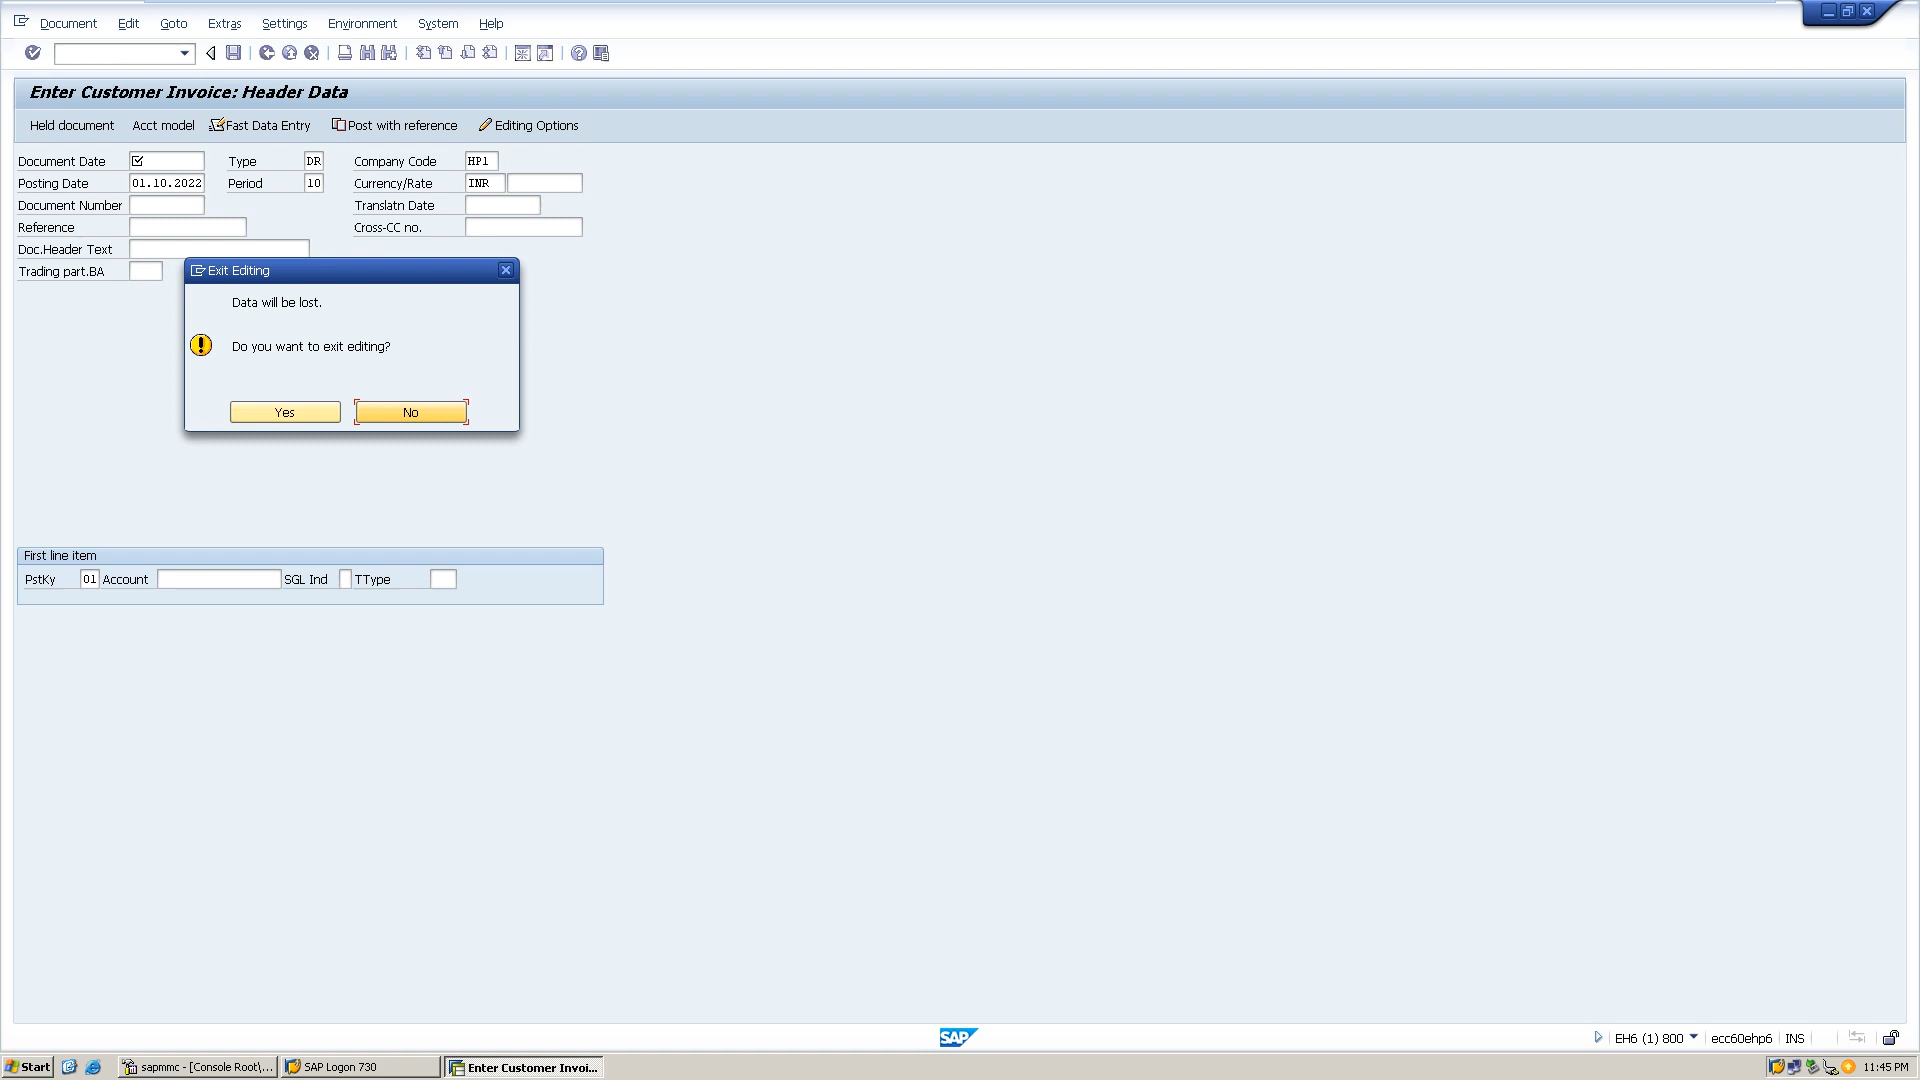 Document Edit Goto Extras Settings Environment System Help
Enter Customer Invoice: Header Data
Held document Acct model Fast Data Entry Post with reference Editing Options
Document Date Type DR Company Code HP1
Posting Date 01.10.2022 Period 10 Currency/Rate INR
Document Number Translatn Date
Reference Cross-CC no.
Doc.Header Text
Trading part.BA
Exit Editing
Data will be lost.
Do you want to exit editing?
Yes No
First line item
PstKy 01 Account SGL Ind TType
SAP
EH6 (1) 800 ecc60ehp6 INS
Start sapmmc - [Console Root\... SAP Logon 730 Enter Customer Invoi... 11:45 PM